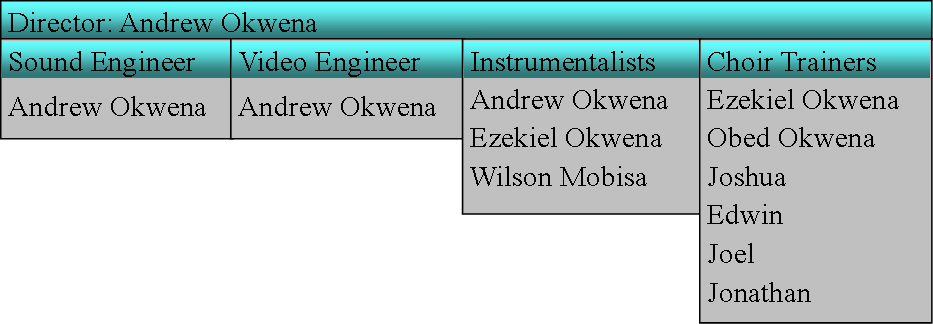 Director: Andrew Okwena
Sound Engineer
Andrew Okwena
Video Engineer
Andrew Okwena
Instrumentalists
Andrew Okwena
Ezekiel Okwena
Wilson Mobisa
Choir Trainers
Ezekiel Okwena
Obed Okwena
Joshua
Edwin
Joel
Jonathan